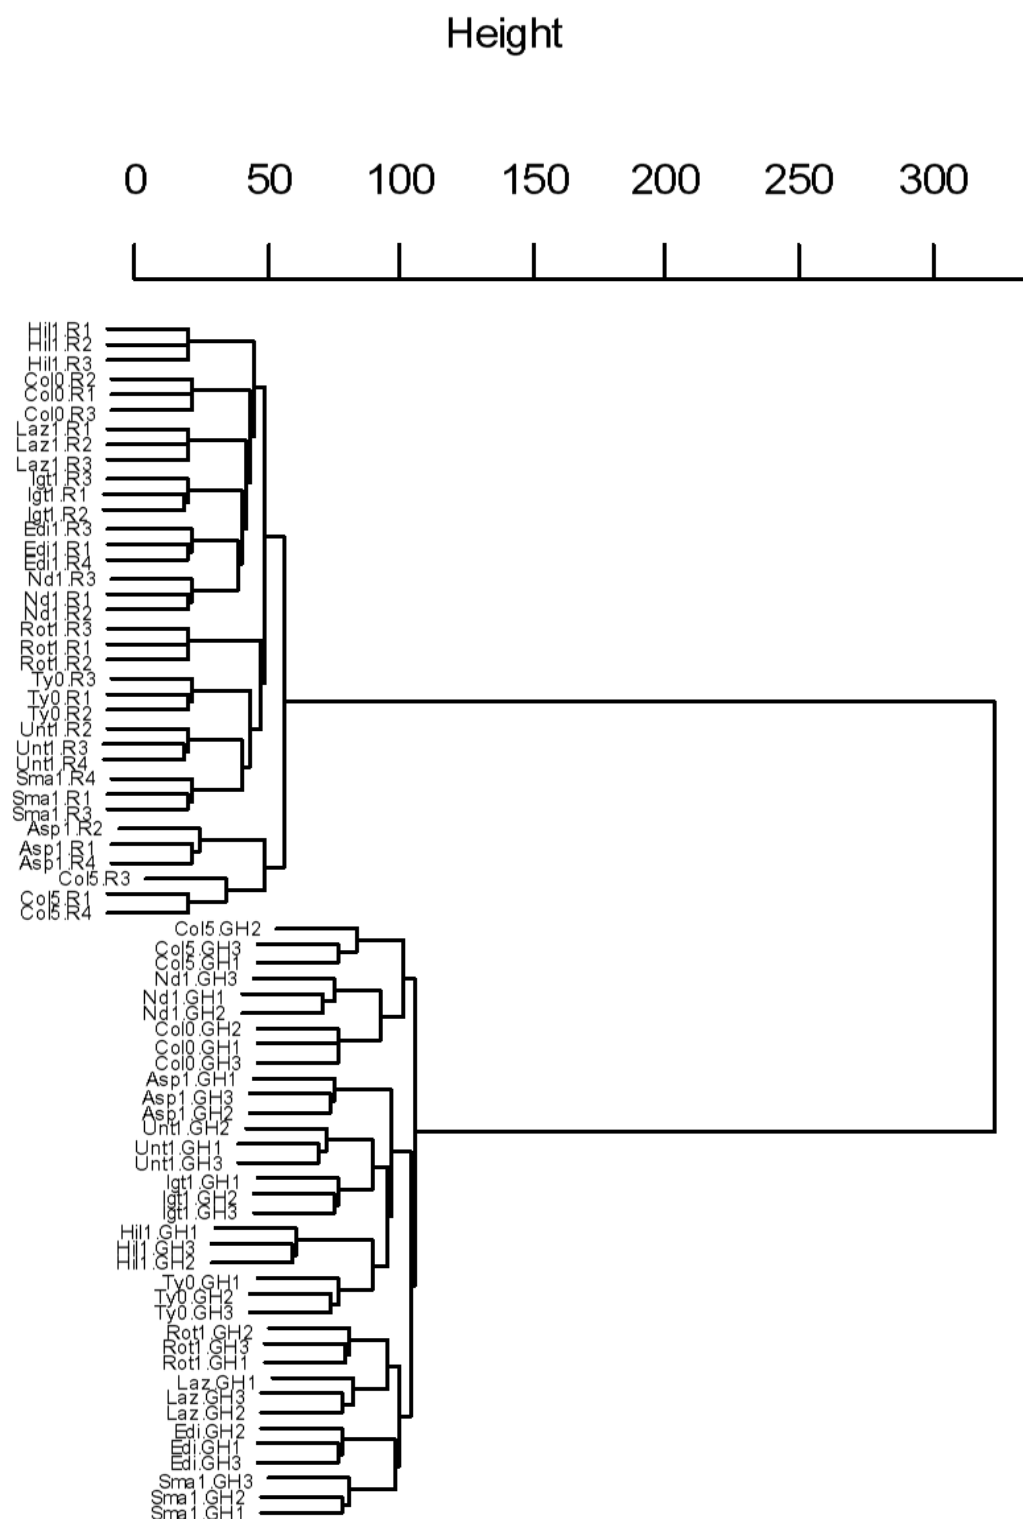 Height
0 50 100 150 200 250 300
Hil1.R1
Hil1.R2
Hil1.R3
Col0.R2
Col0.R1
Col0.R3
Laz1.R1
Laz1.R2
Laz1.R3
Igt1.R3
Igt1.R1
Igt1.R2
Edi1.R3
Edi1.R1
Edi1.R4
Nd1.R3
Nd1.R1
Nd1.R2
Rot1.R3
Rot1.R1
Rot1.R2
Ty0.R3
Ty0.R1
Ty0.R2
Unt1.R2
Unt1.R3
Unt1.R4
Sma1.R4
Sma1.R1
Sma1.R3
Asp1.R2
Asp1.R1
Asp1.R4
Col5.R3
Col5.R1
Col5.R4
Col5.GH2
Col5.GH3
Col5.GH1
Nd1.GH3
Nd1.GH1
Nd1.GH2
Col0.GH2
Col0.GH1
Col0.GH3
Asp1.GH1
Asp1.GH3
Asp1.GH2
Unt1.GH2
Unt1.GH1
Unt1.GH3
Igt1.GH1
Igt1.GH2
Igt1.GH3
Hil1.GH1
Hil1.GH3
Hil1.GH2
Ty0.GH1
Ty0.GH2
Ty0.GH3
Rot1.GH2
Rot1.GH3
Rot1.GH1
Laz.GH1
Laz.GH3
Laz.GH2
Edi.GH2
Edi.GH1
Edi.GH3
Sma1.GH3
Sma1.GH2
Sma1.GH1